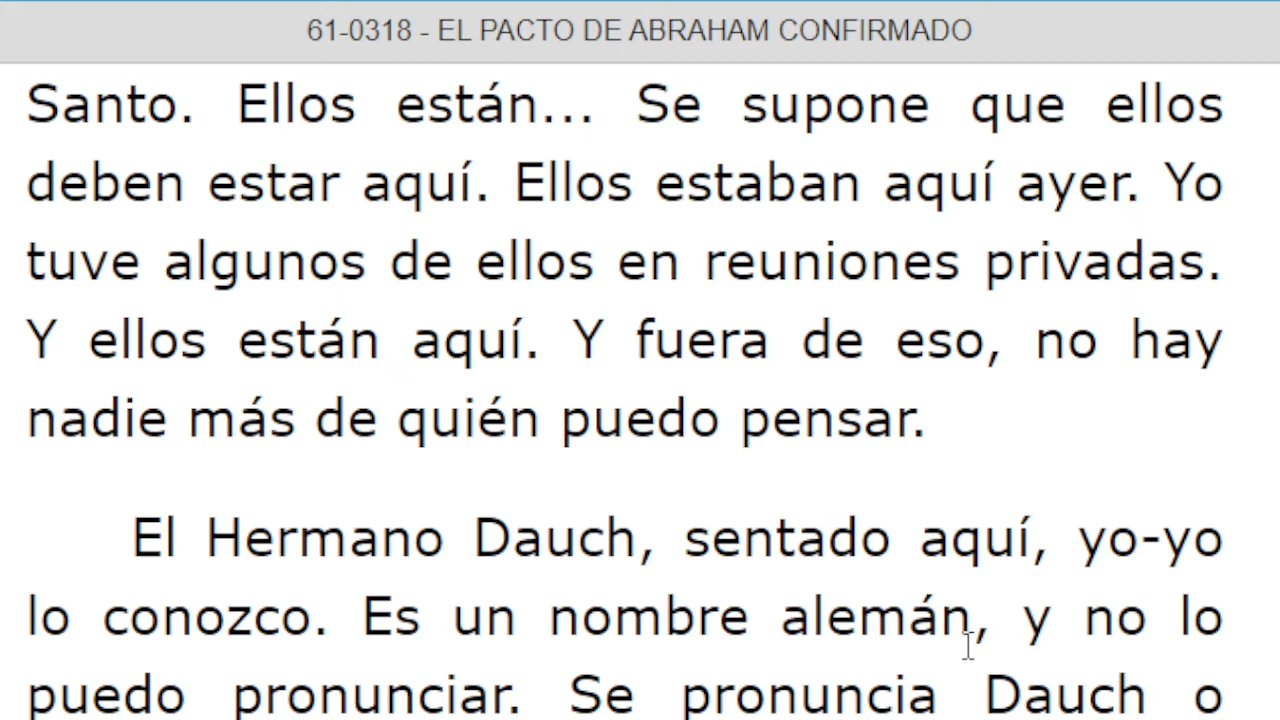 61-0318 - EL PACTO DE ABRAHAM CONFIRMADO
Santo. Ellos están... Se supone que ellos
deben estar aquí. Ellos estaban aquí ayer. Yo
tuve algunos de ellos en reuniones privadas.
Y ellos están aquí. Y fuera de eso, no hay
nadie más de quién puedo pensar.
El Hermano Dauch, sentado aquí, yo-yo
lo conozco. Es un nombre alemán, y no lo
puedo pronunciar. Se pronuncia Dauch o